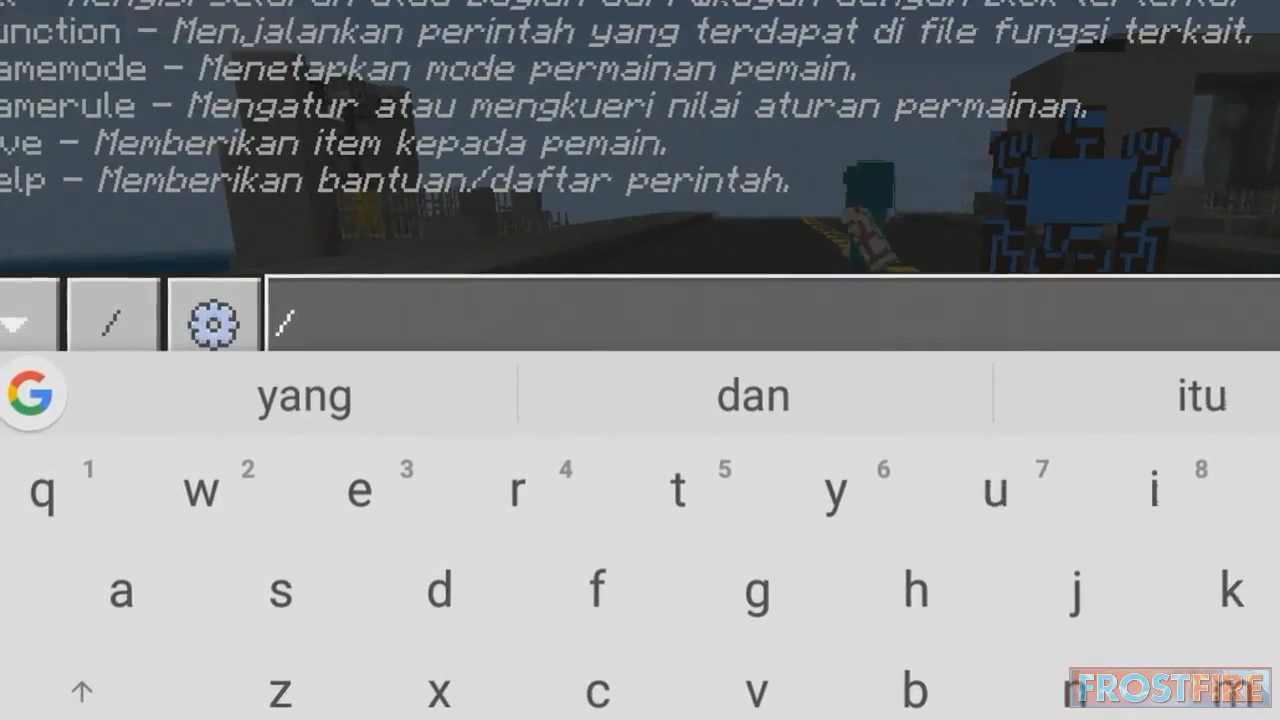 unction – Menjalankan perintah yang terdapat di file fungsi terkait.
amemode – Menetapkan mode permainan pemain.
amerule – Mengatur atau mengkueri nilai aturan permainan.
ve – Memberikan item kepada pemain.
elp – Memberikan bantuan/daftar perintah.
/ /
G yang dan itu
q 1 w 2 e 3 r 4 t 5 y 6 u 7 i 8
a s d f g h j k
z x c v b n m
FROSTFIRE